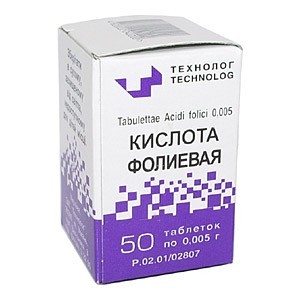 ТЕХНОЛОГ
TECHNOLOG
Tabulettae Acidi folici 0,005
КИСЛОТА
ФОЛИЕВАЯ
50 таблеток
по 0,005 г
Р.02.01/02807